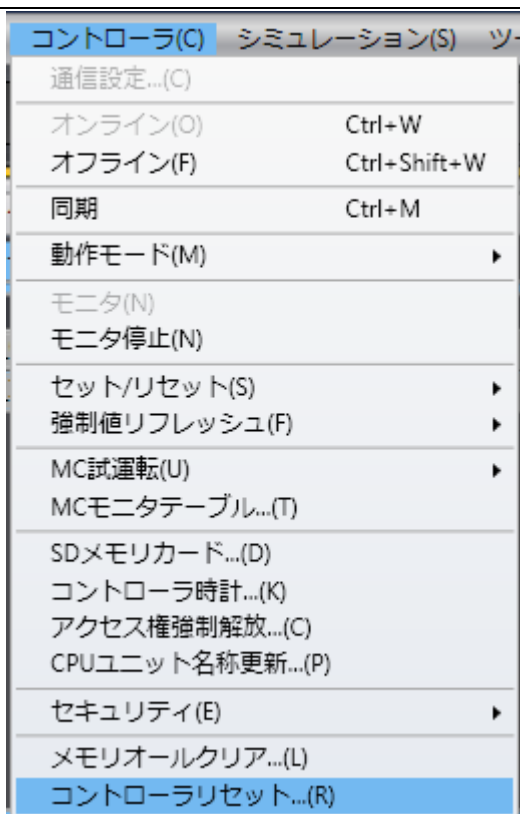 コントローラ(C) シミュレーション(S) ツー
通信設定...(C)
オンライン(O) Ctrl+W
オフライン(F) Ctrl+Shift+W
同期 Ctrl+M
動作モード(M)
モニタ(N)
モニタ停止(N)
セット/リセット(S)
強制値リフレッシュ(F)
MC試運転(U)
MCモニタテーブル...(T)
SDメモリカード...(D)
コントローラ時計...(K)
アクセス権強制解放...(C)
CPUユニット名称更新...(P)
セキュリティ(E)
メモリオールクリア...(L)
コントローラリセット...(R)